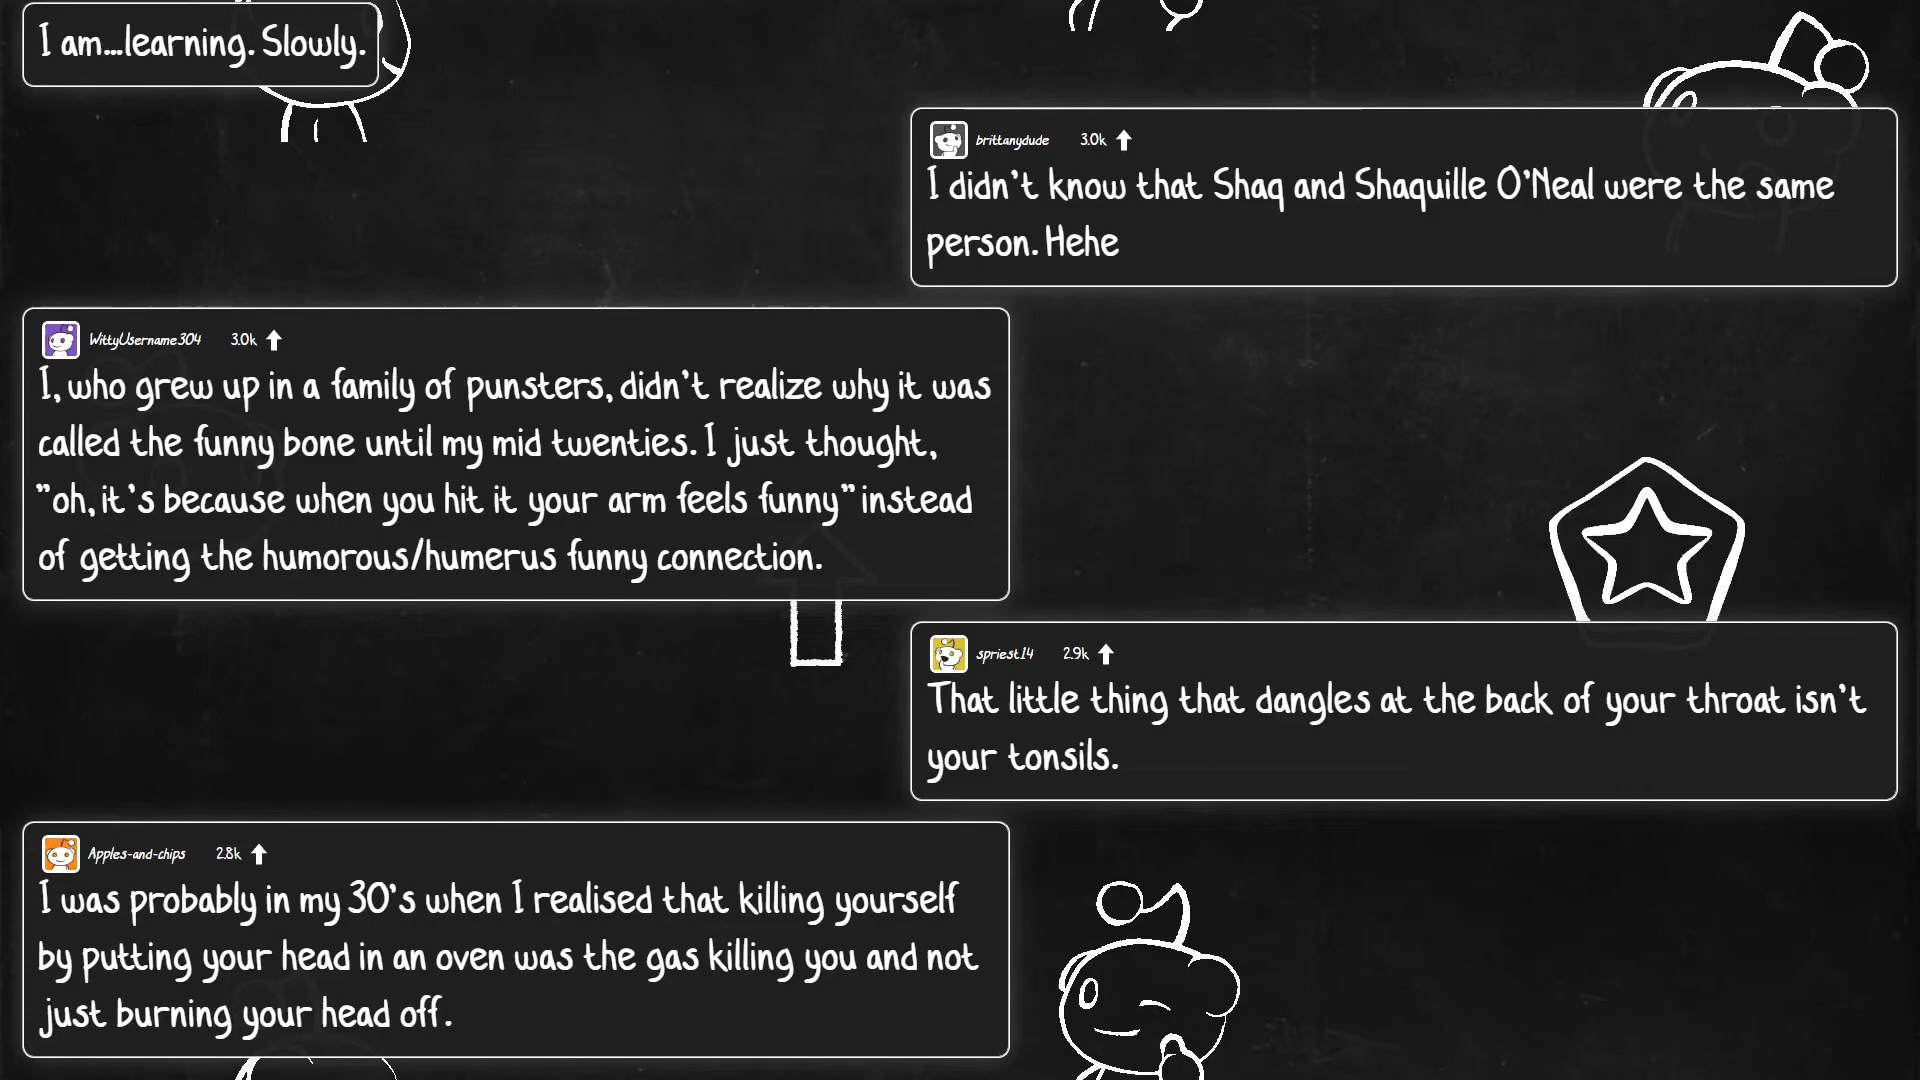 I am...learning. Slowly.
brittanydude 3.0k
I didn't know that Shaq and Shaquille O'Neal were the same
person. Hehe
WittyUsername304 3.0k
I, who grew up in a family of punsters, didn't realize why it was
called the funny bone until my mid twenties. I just thought,
"oh, it's because when you hit it your arm feels funny" instead
of getting the humorous/humerus funny connection.
spriest14 2.9k
That little thing that dangles at the back of your throat isn't
your tonsils.
Apples-and-chips 2.8k
I was probably in my 30's when I realised that killing yourself
by putting your head in an oven was the gas killing you and not
just burning your head off.